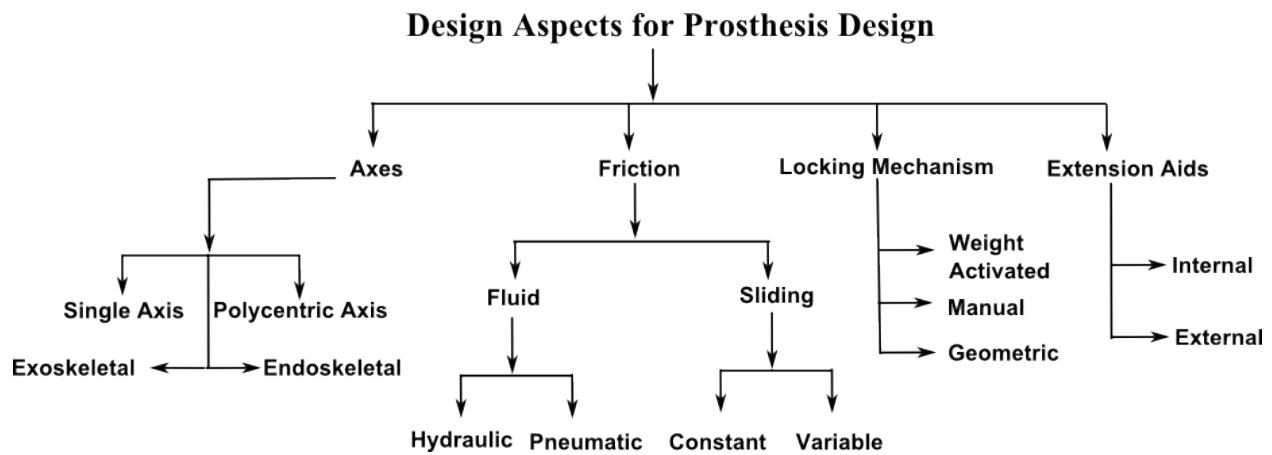 Design Aspects for Prosthesis Design
Axes
Friction
Locking Mechanism
Extension Aids
Weight
Activated
Manual
Geometric
Internal
External
Single Axis
Polycentric Axis
Exoskeletal
Endoskeletal
Fluid
Sliding
Hydraulic
Pneumatic
Constant
Variable